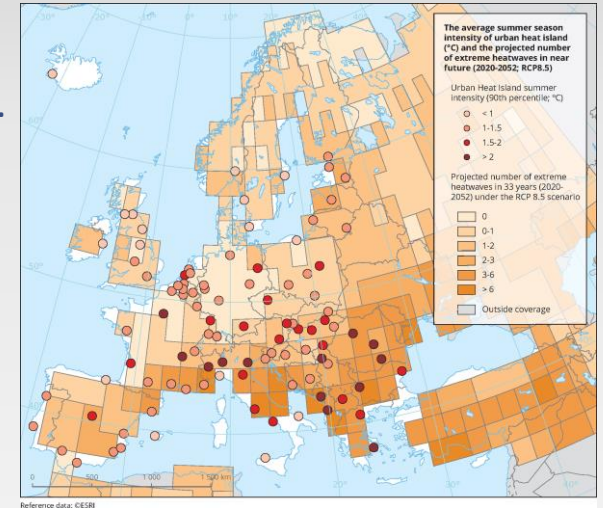 The average summer season
intensity of urban heat island
(°C) and the projected number
of extreme heatwaves in near
future (2020-2052; RCP8.5)
Urban Heat Island summer
intensity (90th percentile; °C)
< 1
1-1.5
1.5-2
> 2
Projected number of extreme
heatwaves in 33 years (2020-
2052) under the RCP 8.5 scenario
0
0-1
1-2
2-3
3-6
> 6
Outside coverage
0 500 1 000 1 500 km
Reference data: ©ESRI